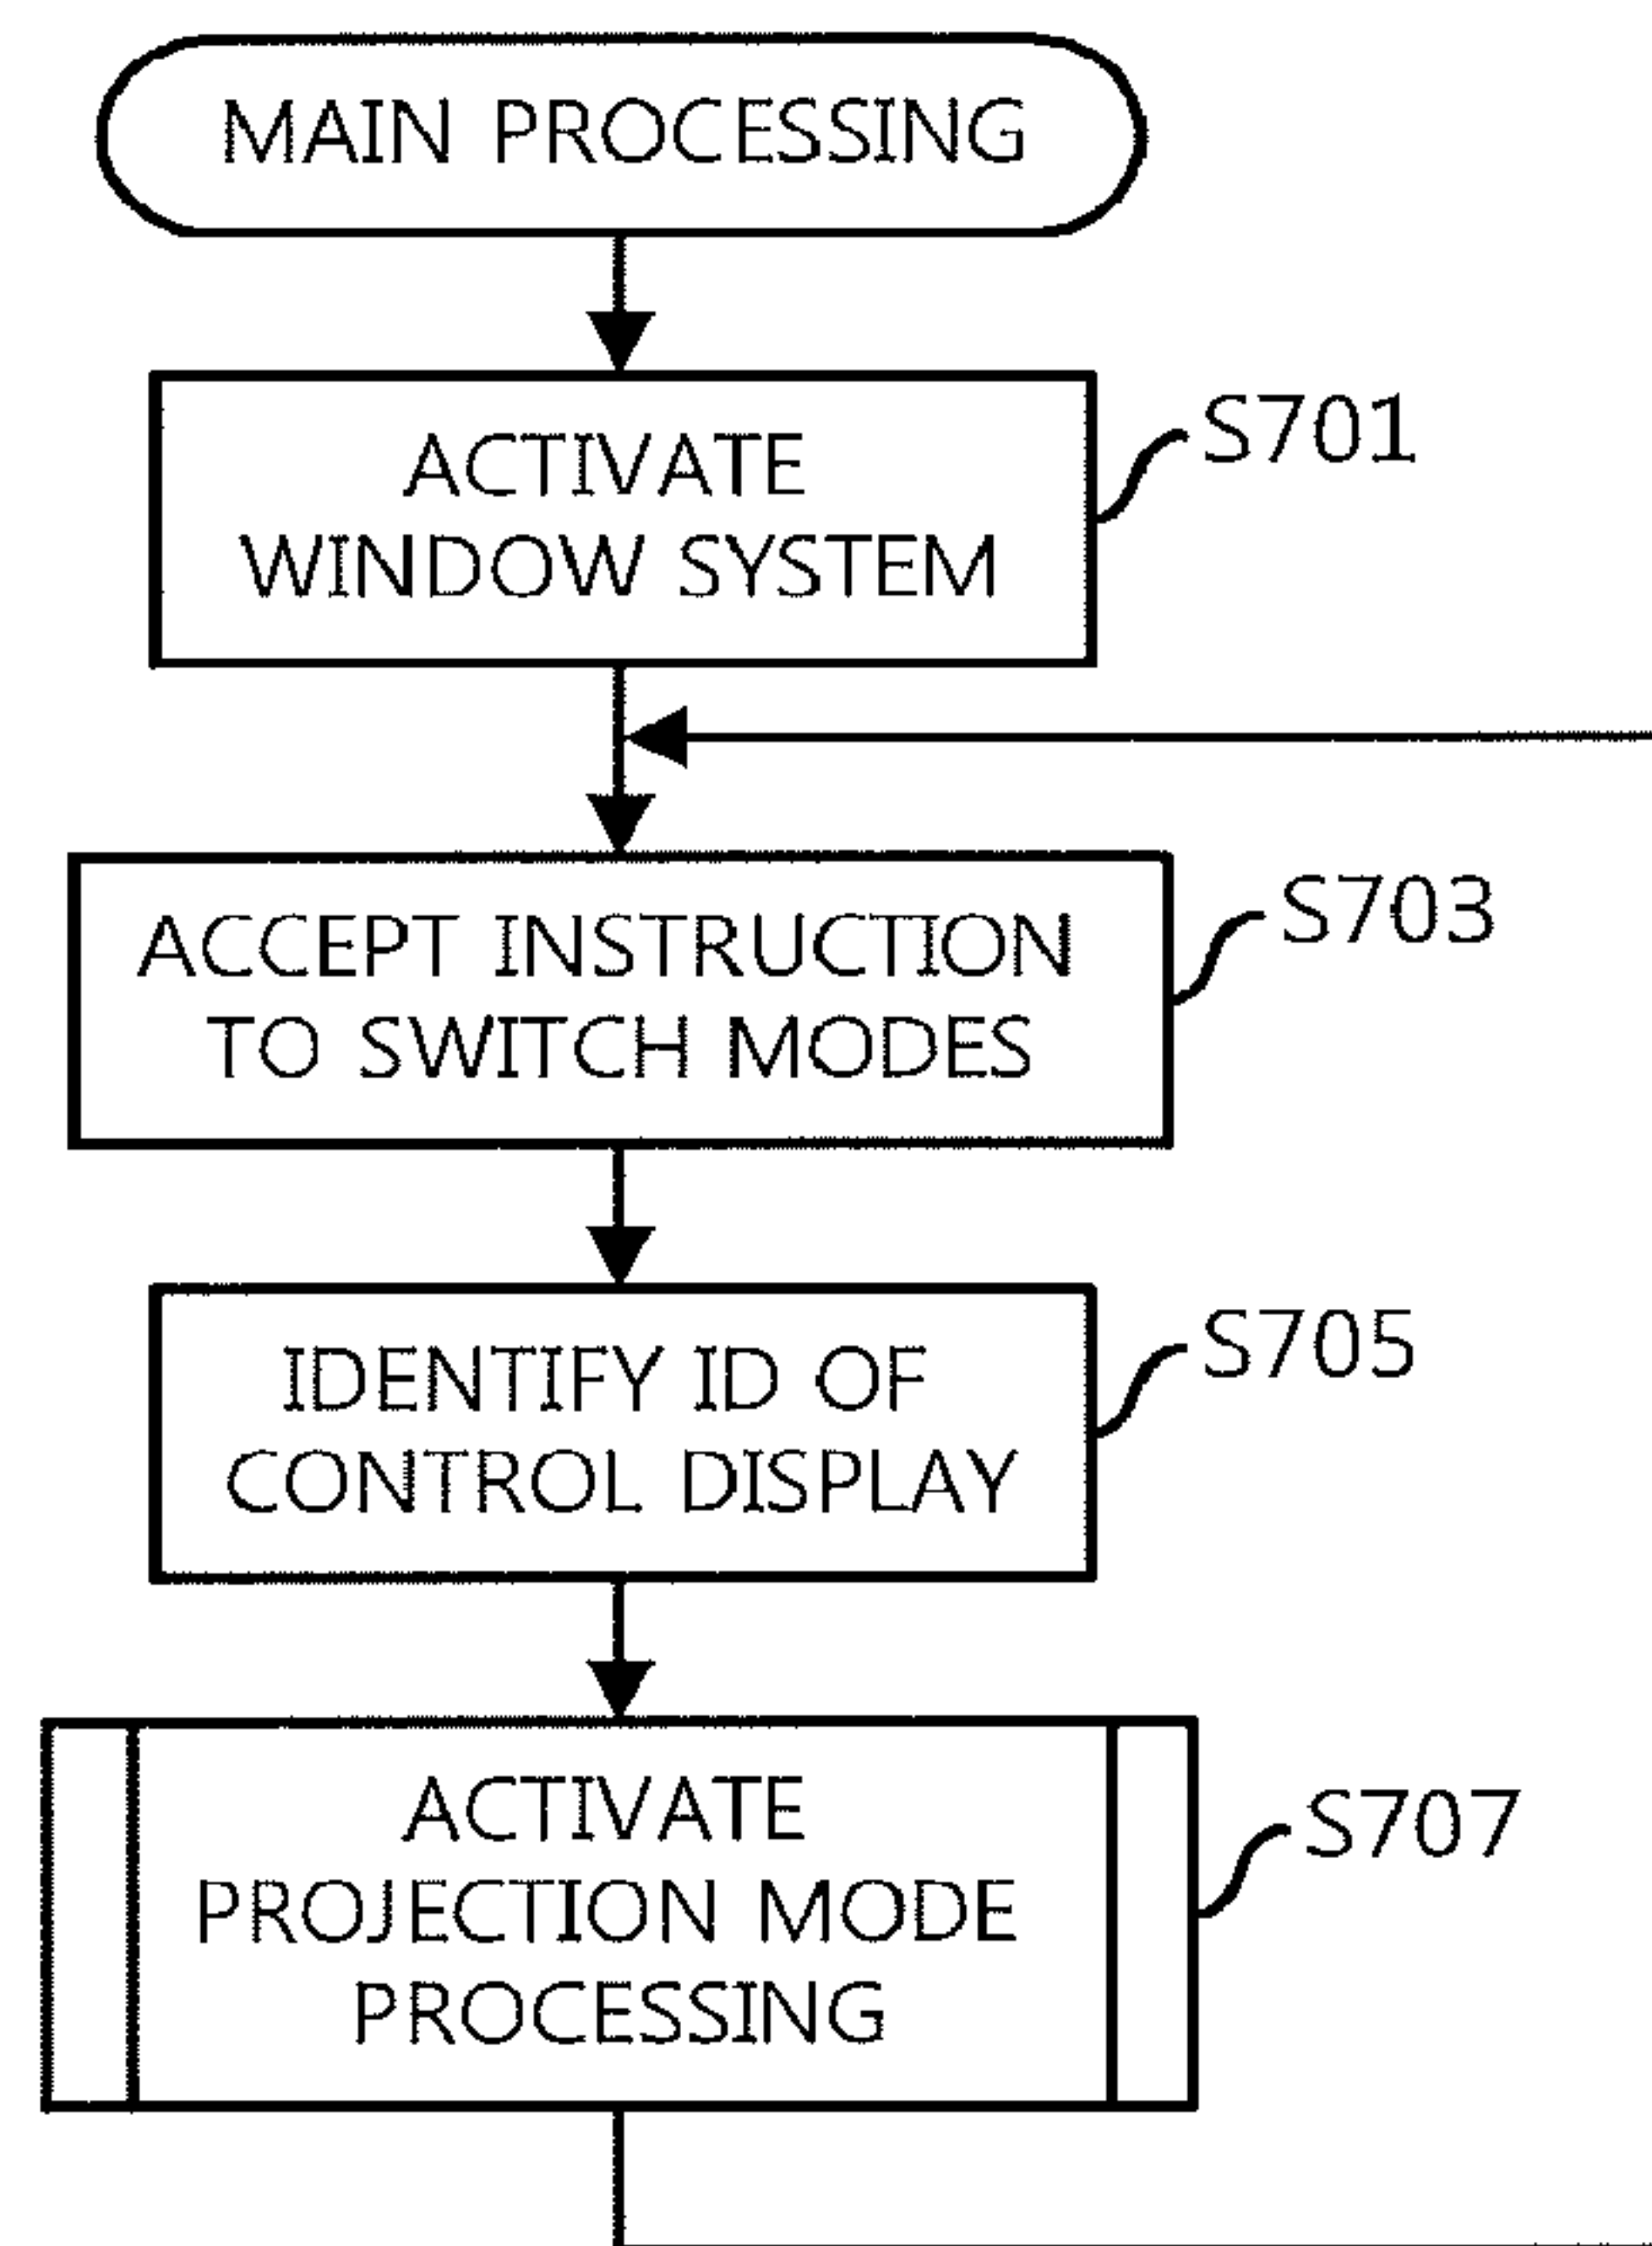 MAIN PROCESSING
ACTIVATE
WINDOW SYSTEM
S701
ACCEPT INSTRUCTION
TO SWITCH MODES
S703
IDENTIFY ID OF
CONTROL DISPLAY
S705
ACTIVATE
PROJECTION MODE
PROCESSING
S707